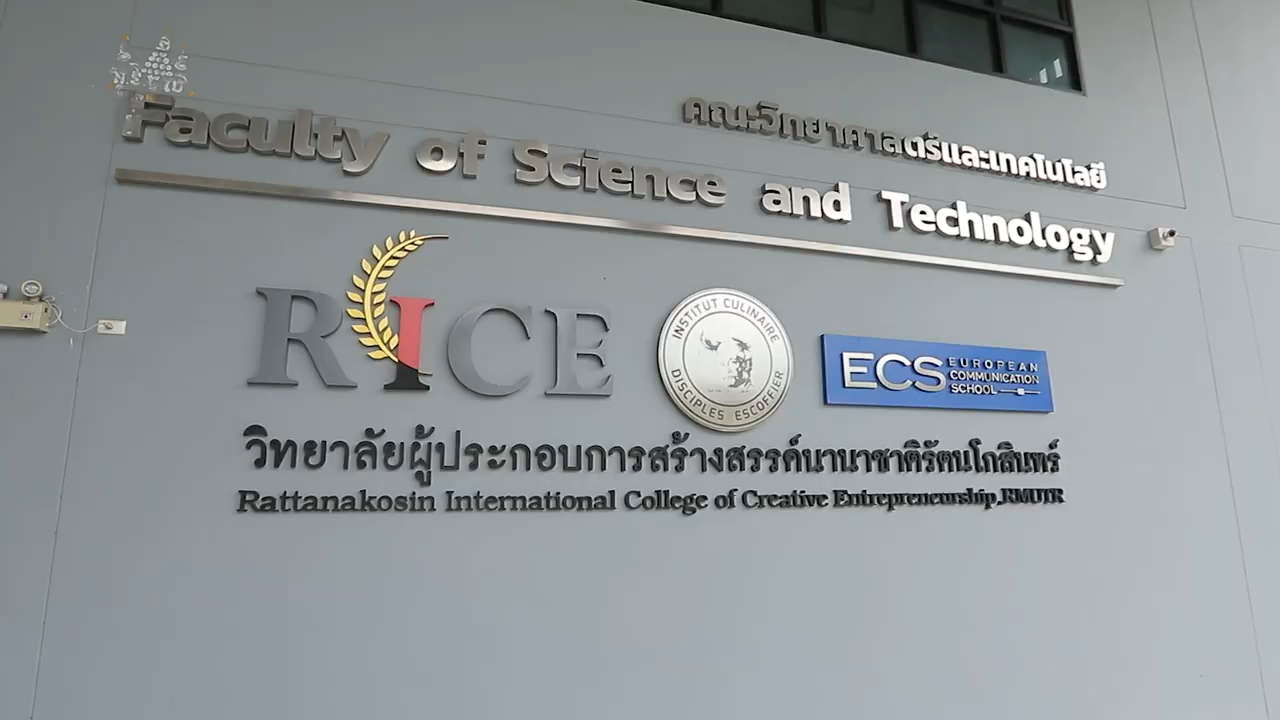 คณะวิทยาศาสตร์และเทคโนโลยี
Faculty of Science and Technology
RICE
INSTITUT CULINAIRE
DISCIPLES ESCOFFIER
ECS
EUROPEAN
COMMUNICATION
SCHOOL
วิทยาลัยผู้ประกอบการสร้างสรรค์นานาชาติรัตนโกสินทร์
Rattanakosin International College of Creative Entrepreneurship,RMUTR